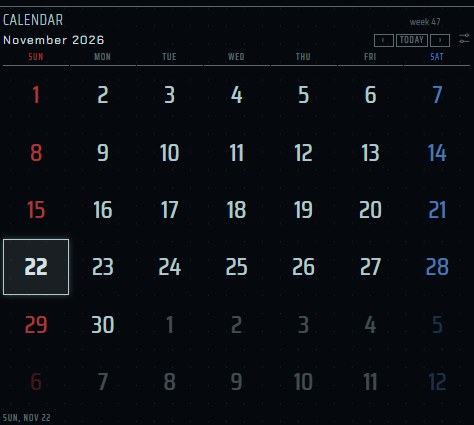 CALENDAR
week 47
November 2026
‹ TODAY ›
SUN MON TUE WED THU FRI SAT
1 2 3 4 5 6 7
8 9 10 11 12 13 14
15 16 17 18 19 20 21
22 23 24 25 26 27 28
29 30 1 2 3 4 5
6 7 8 9 10 11 12
SUN, NOV 22